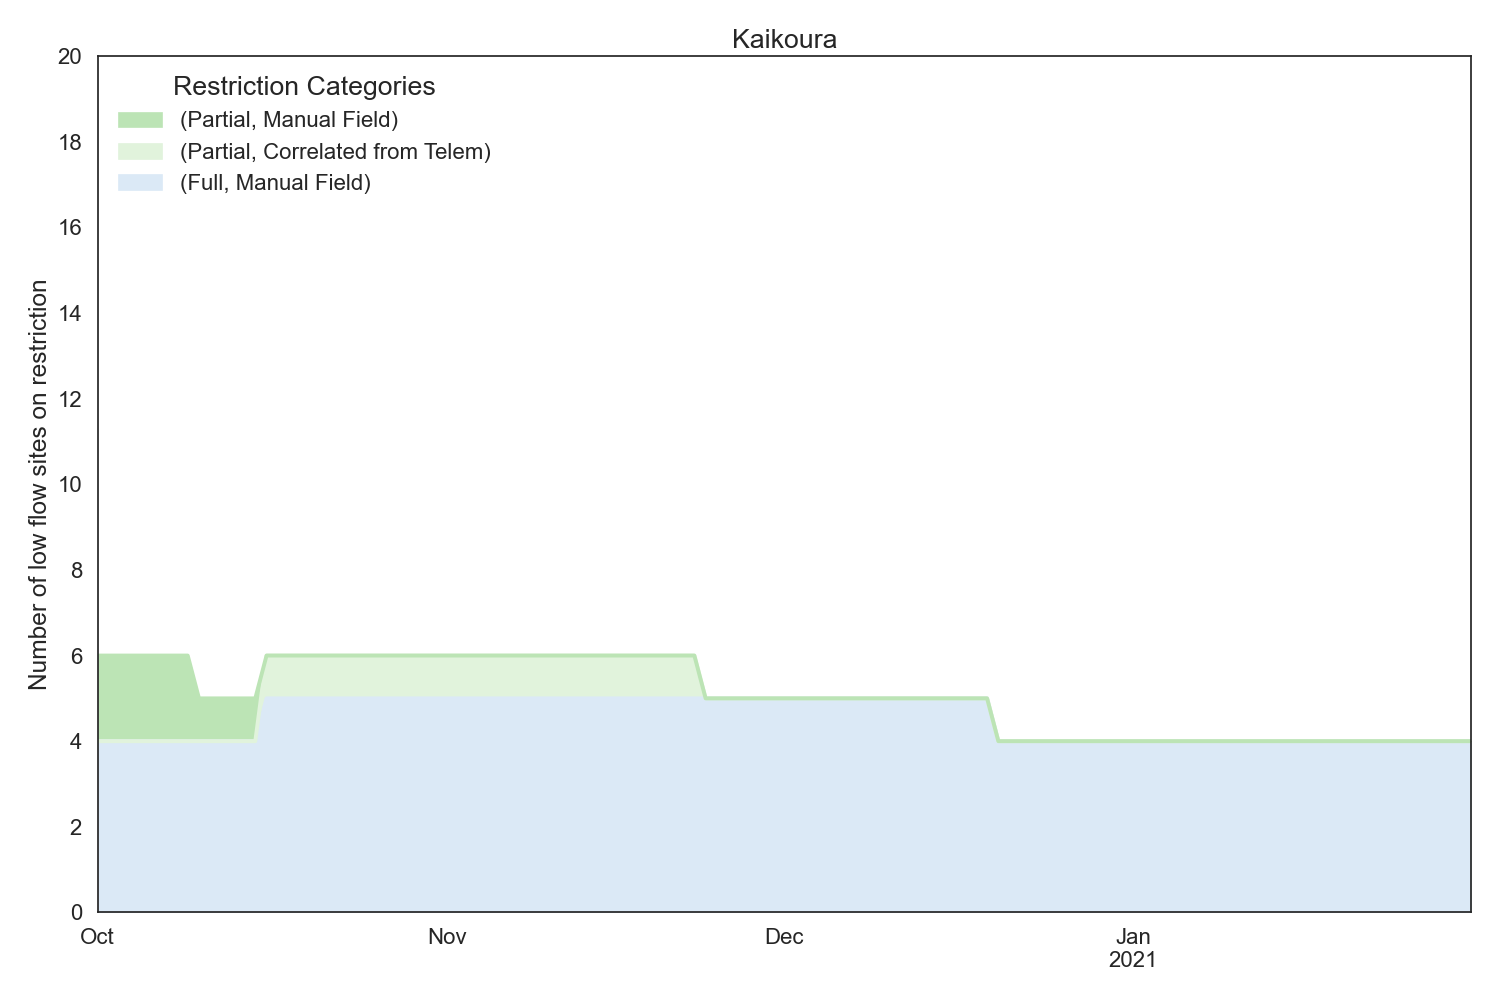 Kaikoura
Restriction Categories
(Partial, Manual Field)
(Partial, Correlated from Telem)
(Full, Manual Field)
Number of low flow sites on restriction
20
18
16
14
12
10
8
6
4
2
0
Oct
Nov
Dec
Jan
2021